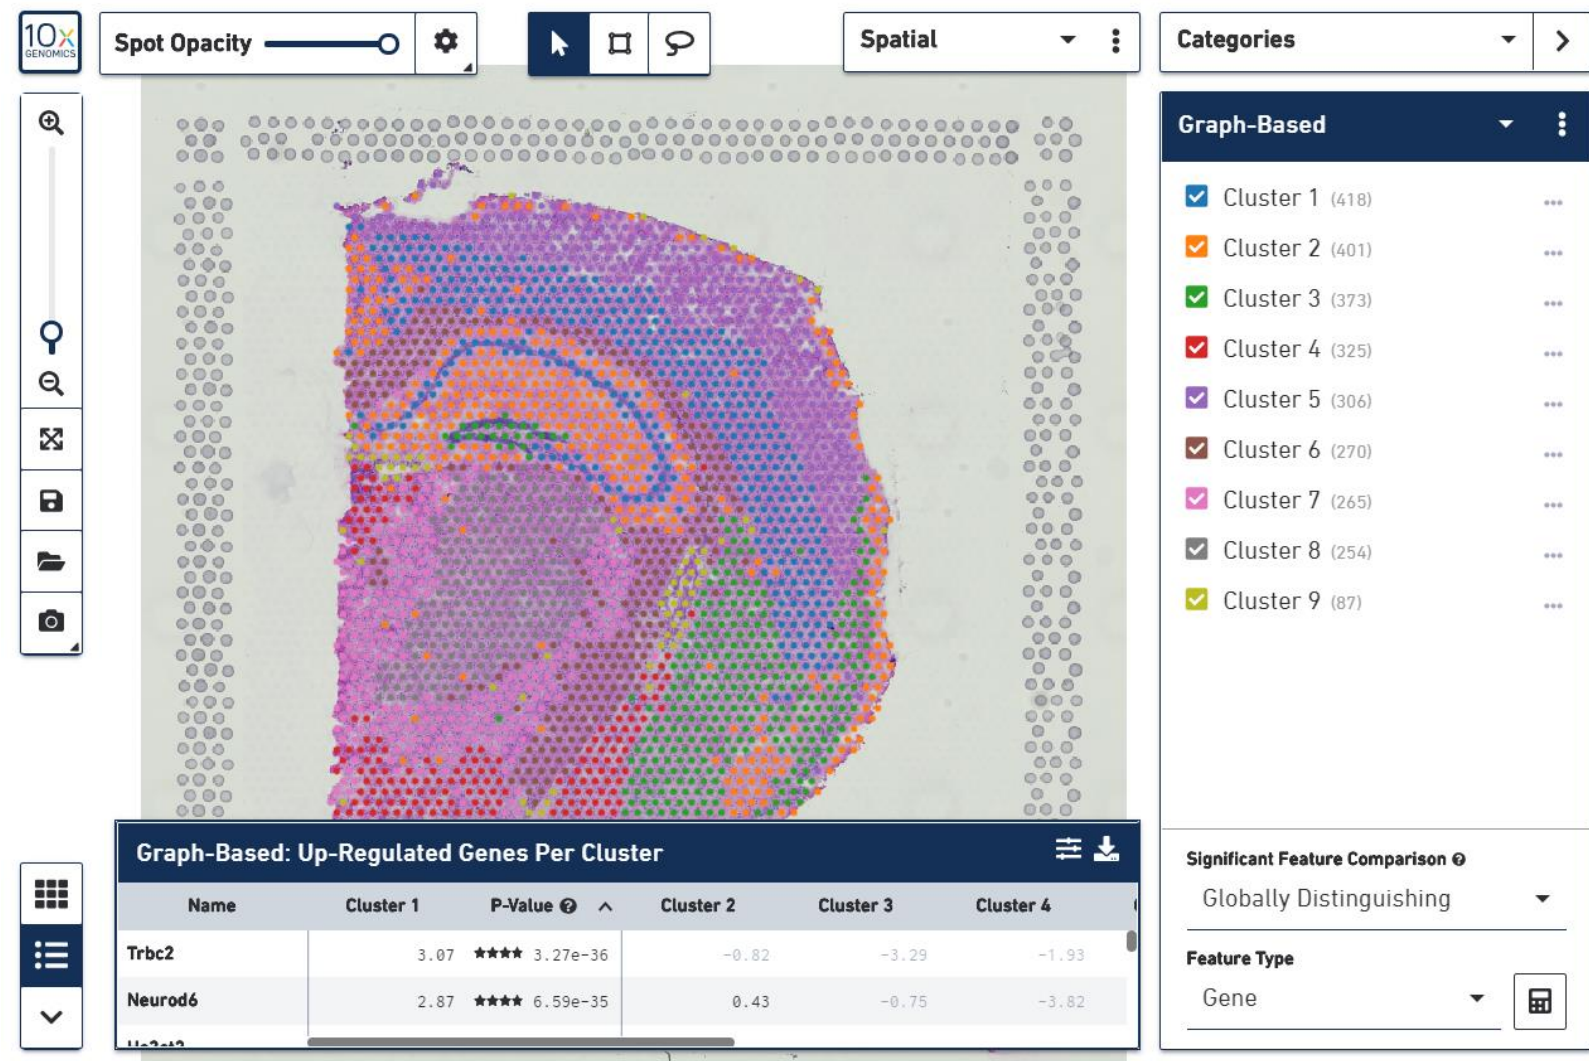 10x
GENOMICS
Spot Opacity
Spatial
Categories
Graph-Based
Cluster 1 (418)
Cluster 2 (401)
Cluster 3 (373)
Cluster 4 (325)
Cluster 5 (306)
Cluster 6 (270)
Cluster 7 (265)
Cluster 8 (254)
Cluster 9 (87)
Significant Feature Comparison
Globally Distinguishing
Feature Type
Gene
Graph-Based: Up-Regulated Genes Per Cluster
Name Cluster 1 P-Value Cluster 2 Cluster 3 Cluster 4
Trbc2 3.07 ★★★★ 3.27e-36 -0.82 -3.29 -1.93
Neurod6 2.87 ★★★★ 6.59e-35 0.43 -0.75 -3.82